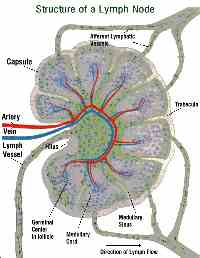 Structure of a Lymph Node
Afferent Lymphatic
Vessels
Capsule
Trabecula
Artery
Vein
Lymph
Vessel
Hilus
Germinal
Center
in follicle
Medullary
Cord
Medullary
Sinus
Direction of Lymph Flow